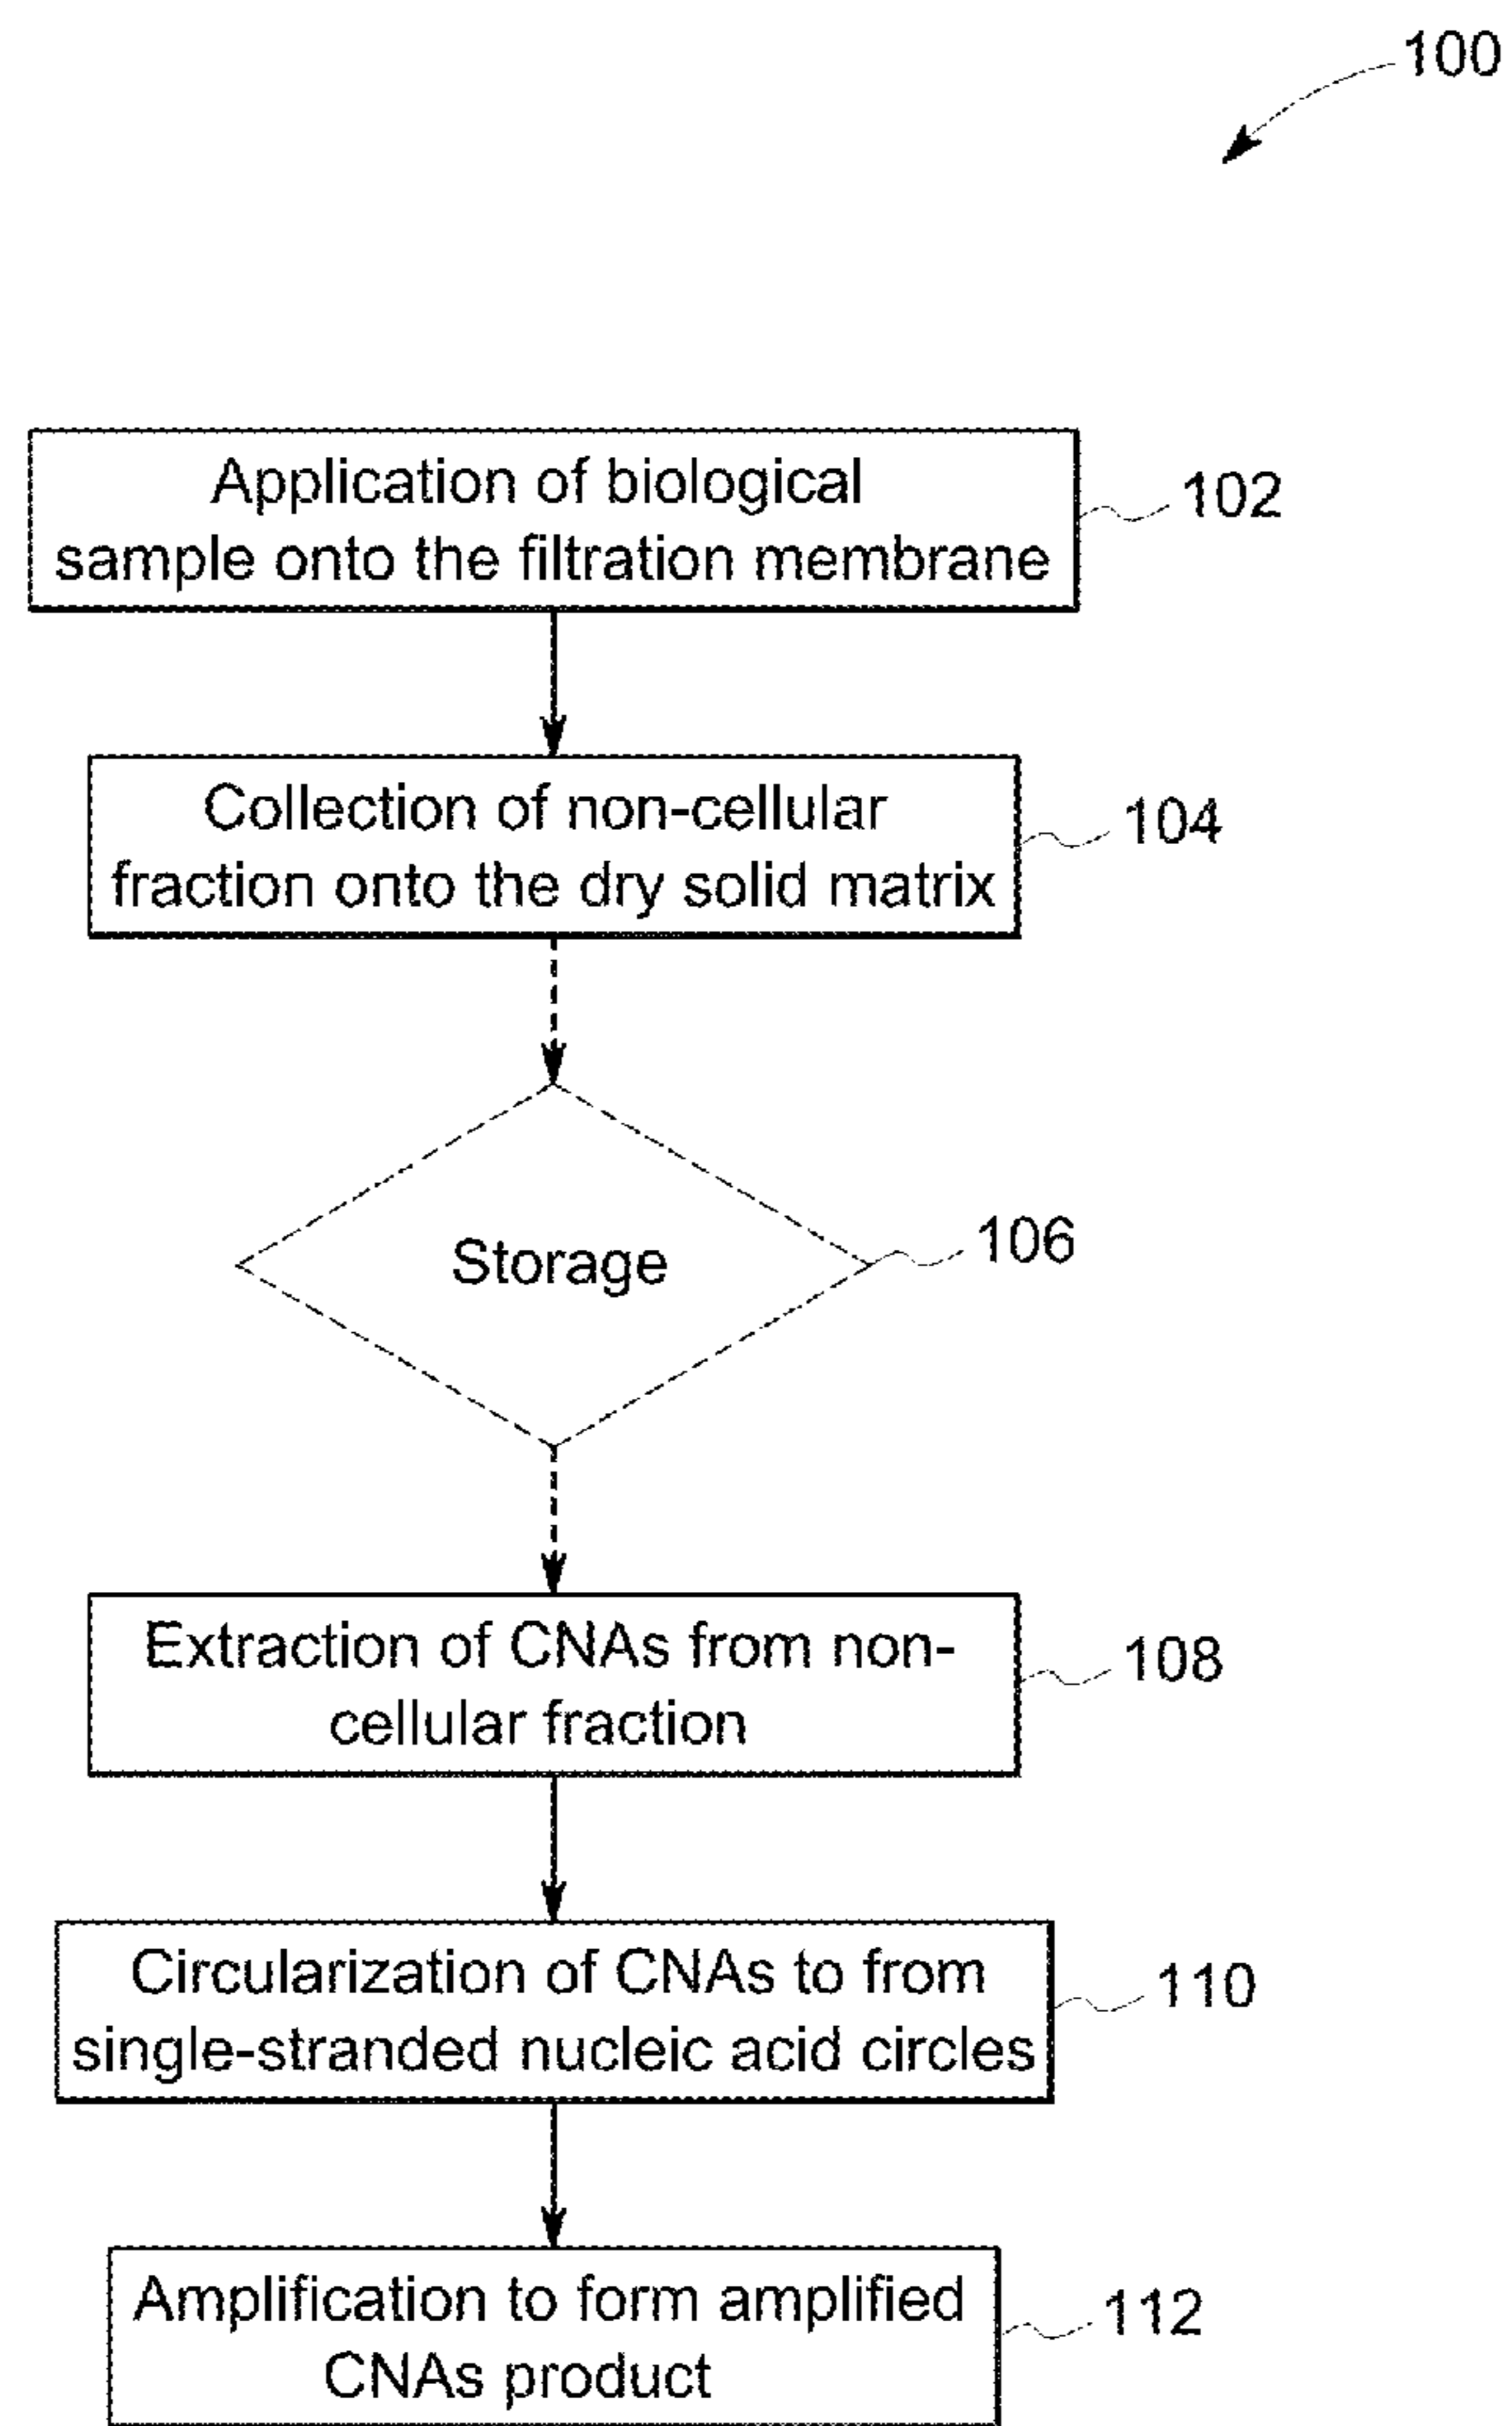 100
Application of biological
sample onto the filtration membrane
102
Collection of non-cellular
fraction onto the dry solid matrix
104
Storage
106
Extraction of CNAs from non-
cellular fraction
108
Circularization of CNAs to from
single-stranded nucleic acid circles
110
Amplification to form amplified
CNAs product
112